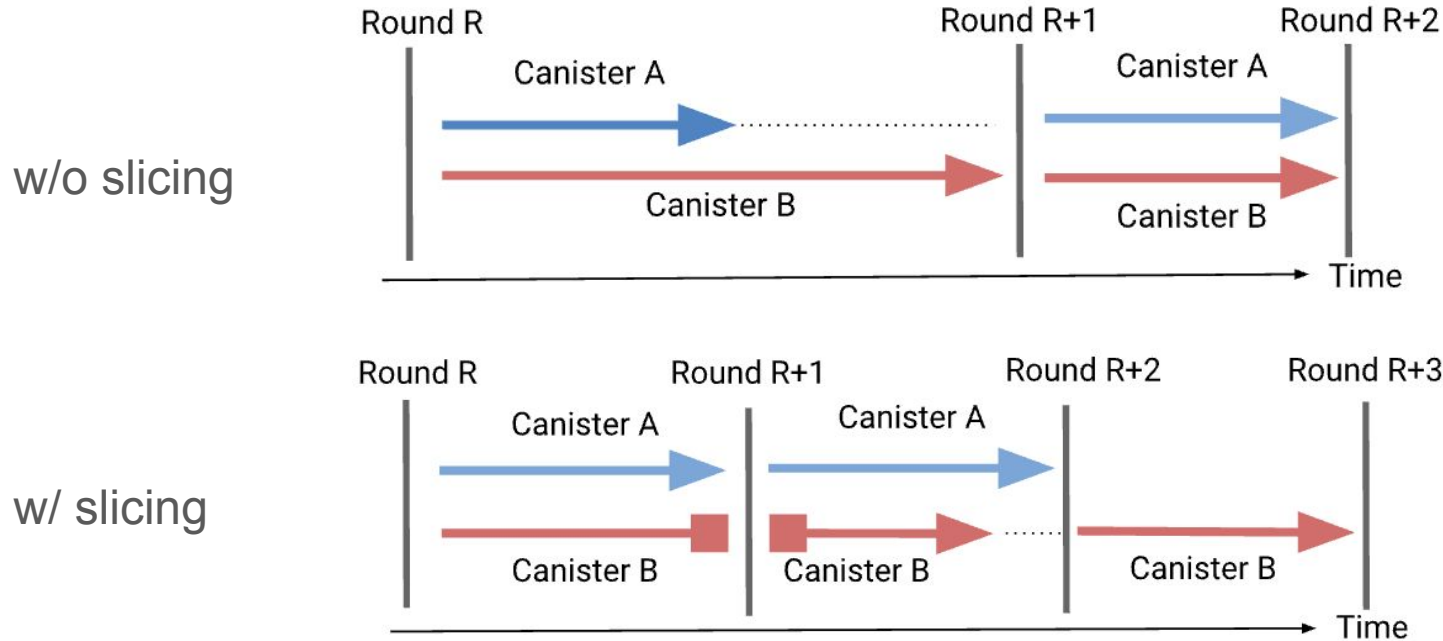 Round R
Round R+1
Round R+2
Canister A
Canister A
w/o slicing
Canister B
Canister B
Time
Round R
Round R+1
Round R+2
Round R+3
Canister A
Canister A
w/ slicing
Canister B
Canister B
Canister B
Time